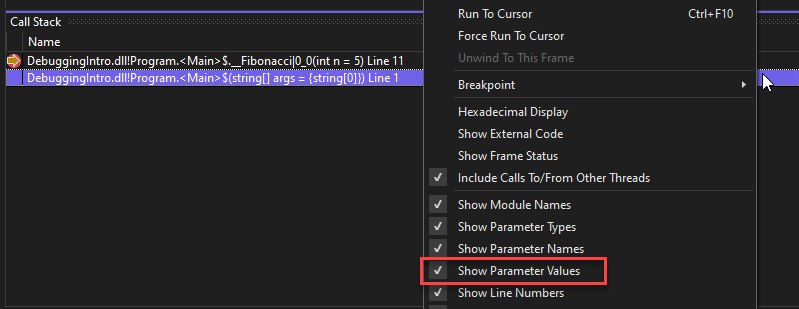 Call Stack
Name
DebuggingIntro.dll!Program.<Main>$.__Fibonacci|0_0(int n = 5) Line 11
DebuggingIntro.dll!Program.<Main>$(string[] args = {string[0]}) Line 1
Run To Cursor Ctrl+F10
Force Run To Cursor
Unwind To This Frame
Breakpoint
Hexadecimal Display
Show External Code
Show Frame Status
Include Calls To/From Other Threads
Show Module Names
Show Parameter Types
Show Parameter Names
Show Parameter Values
Show Line Numbers